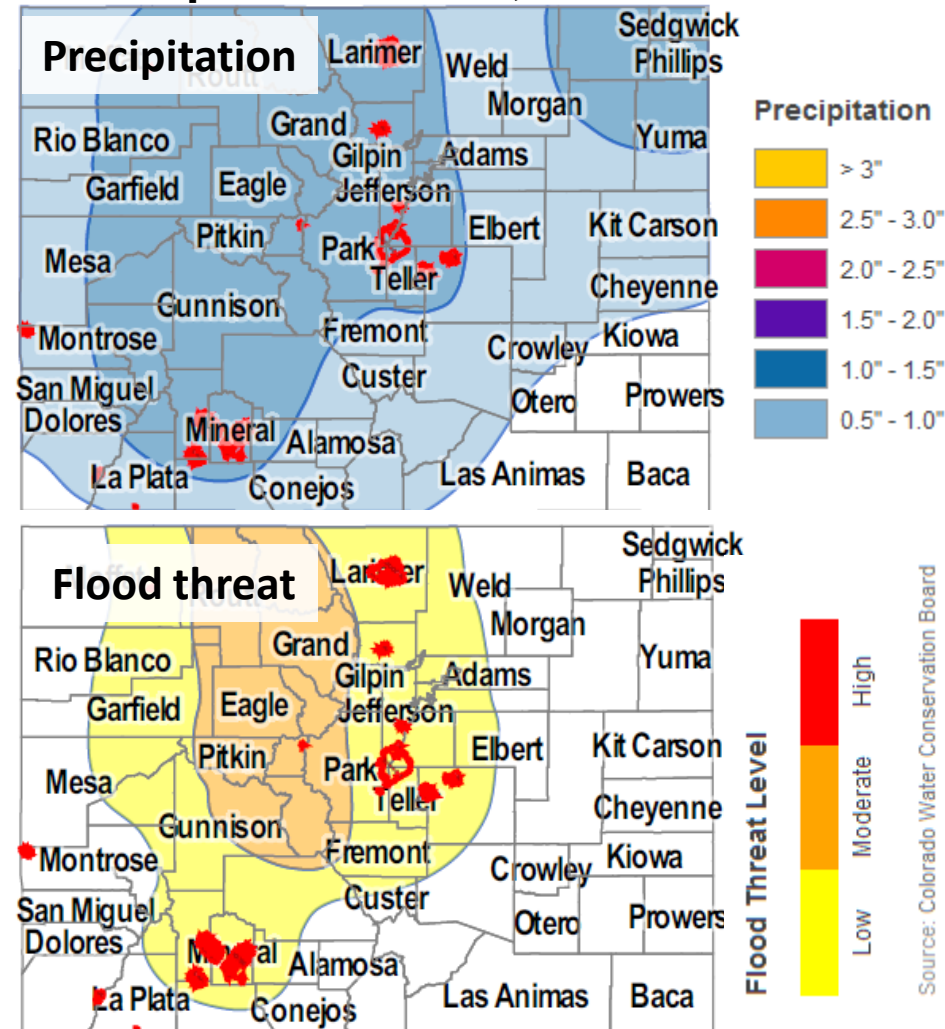 Precipitation
Routt
Larimer
Weld
Sedgwick
Phillips
Morgan
Grand
Rio Blanco
Gilpin
Adams
Yuma
Garfield
Eagle
Jefferson
Pitkin
Park
Elbert
Kit Carson
Mesa
Teller
Cheyenne
Gunnison
Montrose
Fremont
Crowley
Kiowa
San Miguel
Custer
Dolores
Otero
Prowers
Mineral
Alamosa
La Plata
Conejos
Las Animas
Baca
Precipitation
> 3"
2.5" - 3.0"
2.0" - 2.5"
1.5" - 2.0"
1.0" - 1.5"
0.5" - 1.0"
Flood threat
Larimer
Weld
Sedgwick
Phillips
Morgan
Grand
Rio Blanco
Gilpin
Adams
Yuma
Garfield
Eagle
Jefferson
Pitkin
Park
Elbert
Kit Carson
Mesa
Teller
Cheyenne
Gunnison
Montrose
Fremont
Crowley
Kiowa
San Miguel
Custer
Dolores
Otero
Prowers
Mineral
Alamosa
La Plata
Conejos
Las Animas
Baca
Flood Threat Level
High
Moderate
Low
Source: Colorado Water Conservation Board